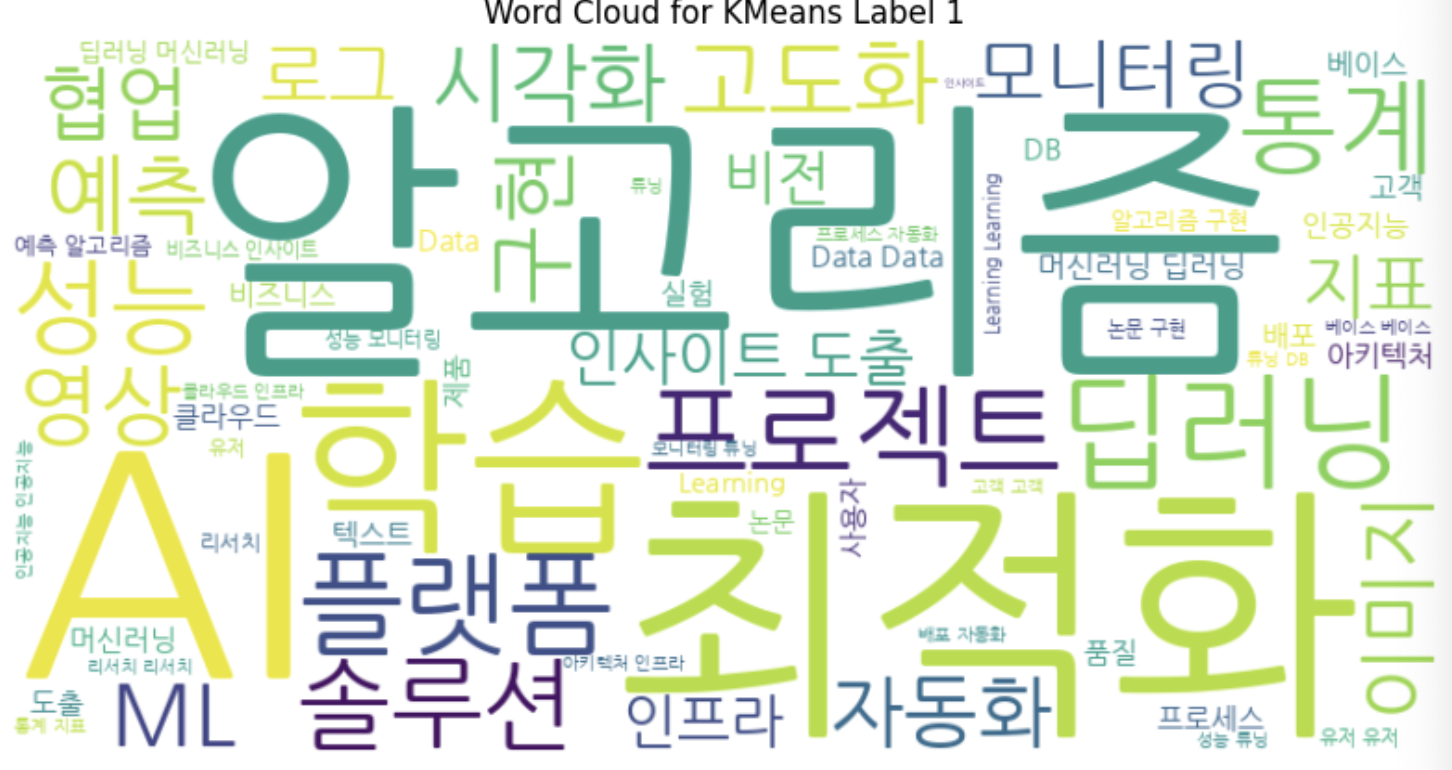 Word Cloud for KMeans Label 1
딥러닝 머신러닝
협업
로그
시각화
고도화
인사이트
모니터링
베이스
통계
예측
알고리즘
구현
튜닝
비전
DB
고객
예측 알고리즘
비즈니스 인사이트
Data
프로세스 자동화
Data Data
Learning Learning
알고리즘 구현
인공지능
머신러닝 딥러닝
성능
비즈니스
실험
지표
성능 모니터링
논문 구현
배포
베이스 베이스
인사이트 도출
튜닝 DB
아키텍처
제품
영상
클라우드 인프라
클라우드
학습
프로젝트
딥러닝
유저
모니터링 튜닝
인공지능 인공지능
AI
Learning
사용자
고객 고객
논문
최적화
이미지
리서치
텍스트
플랫폼
머신러닝
리서치 리서치
배포 자동화
품질
아키텍처 인프라
도출
통계 지표
ML
솔루션
인프라
자동화
프로세스
성능 튜닝
유저 유저